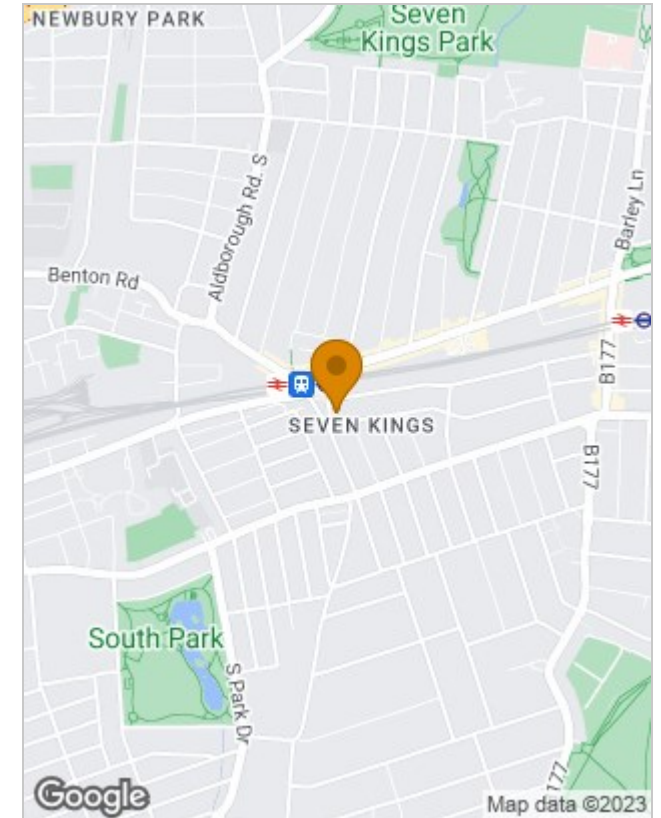 NEWBURY PARK
Seven
Kings Park
Aldborough Rd. S
Barley Ln
Benton Rd
B177
SEVEN KINGS
B177
South Park
S Park Dr
177
Google
Map data ©2023